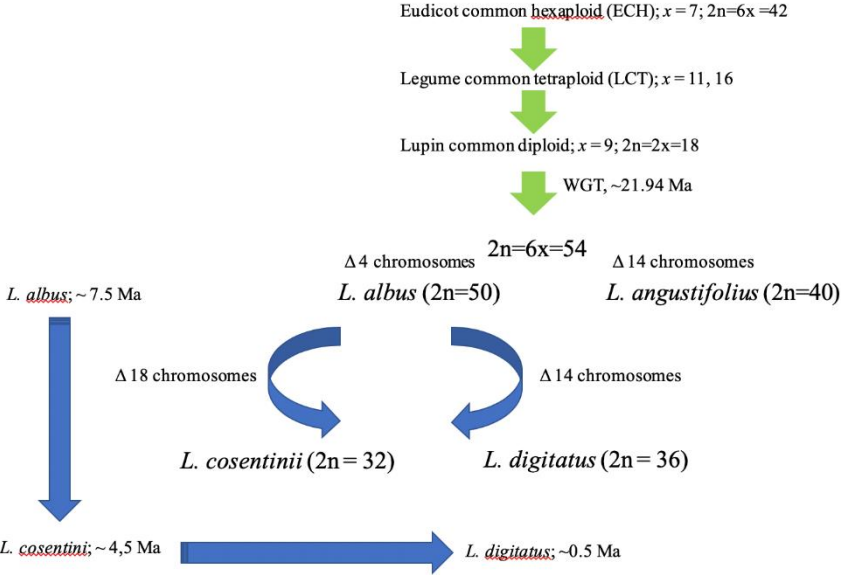 Eudicot common hexaploid (ECH); x = 7; 2n=6x =42
Legume common tetraploid (LCT); x = 11, 16
Lupin common diploid; x = 9; 2n=2x=18
WGT, ~21.94 Ma
2n=6x=54
Δ 4 chromosomes
Δ 14 chromosomes
L. albus; ~ 7.5 Ma
L. albus (2n=50)
L. angustifolius (2n=40)
Δ 18 chromosomes
Δ 14 chromosomes
L. cosentinii (2n= 32)
L. digitatus (2n= 36)
L. cosentini; ~ 4,5 Ma
L. digitatus; ~0.5 Ma